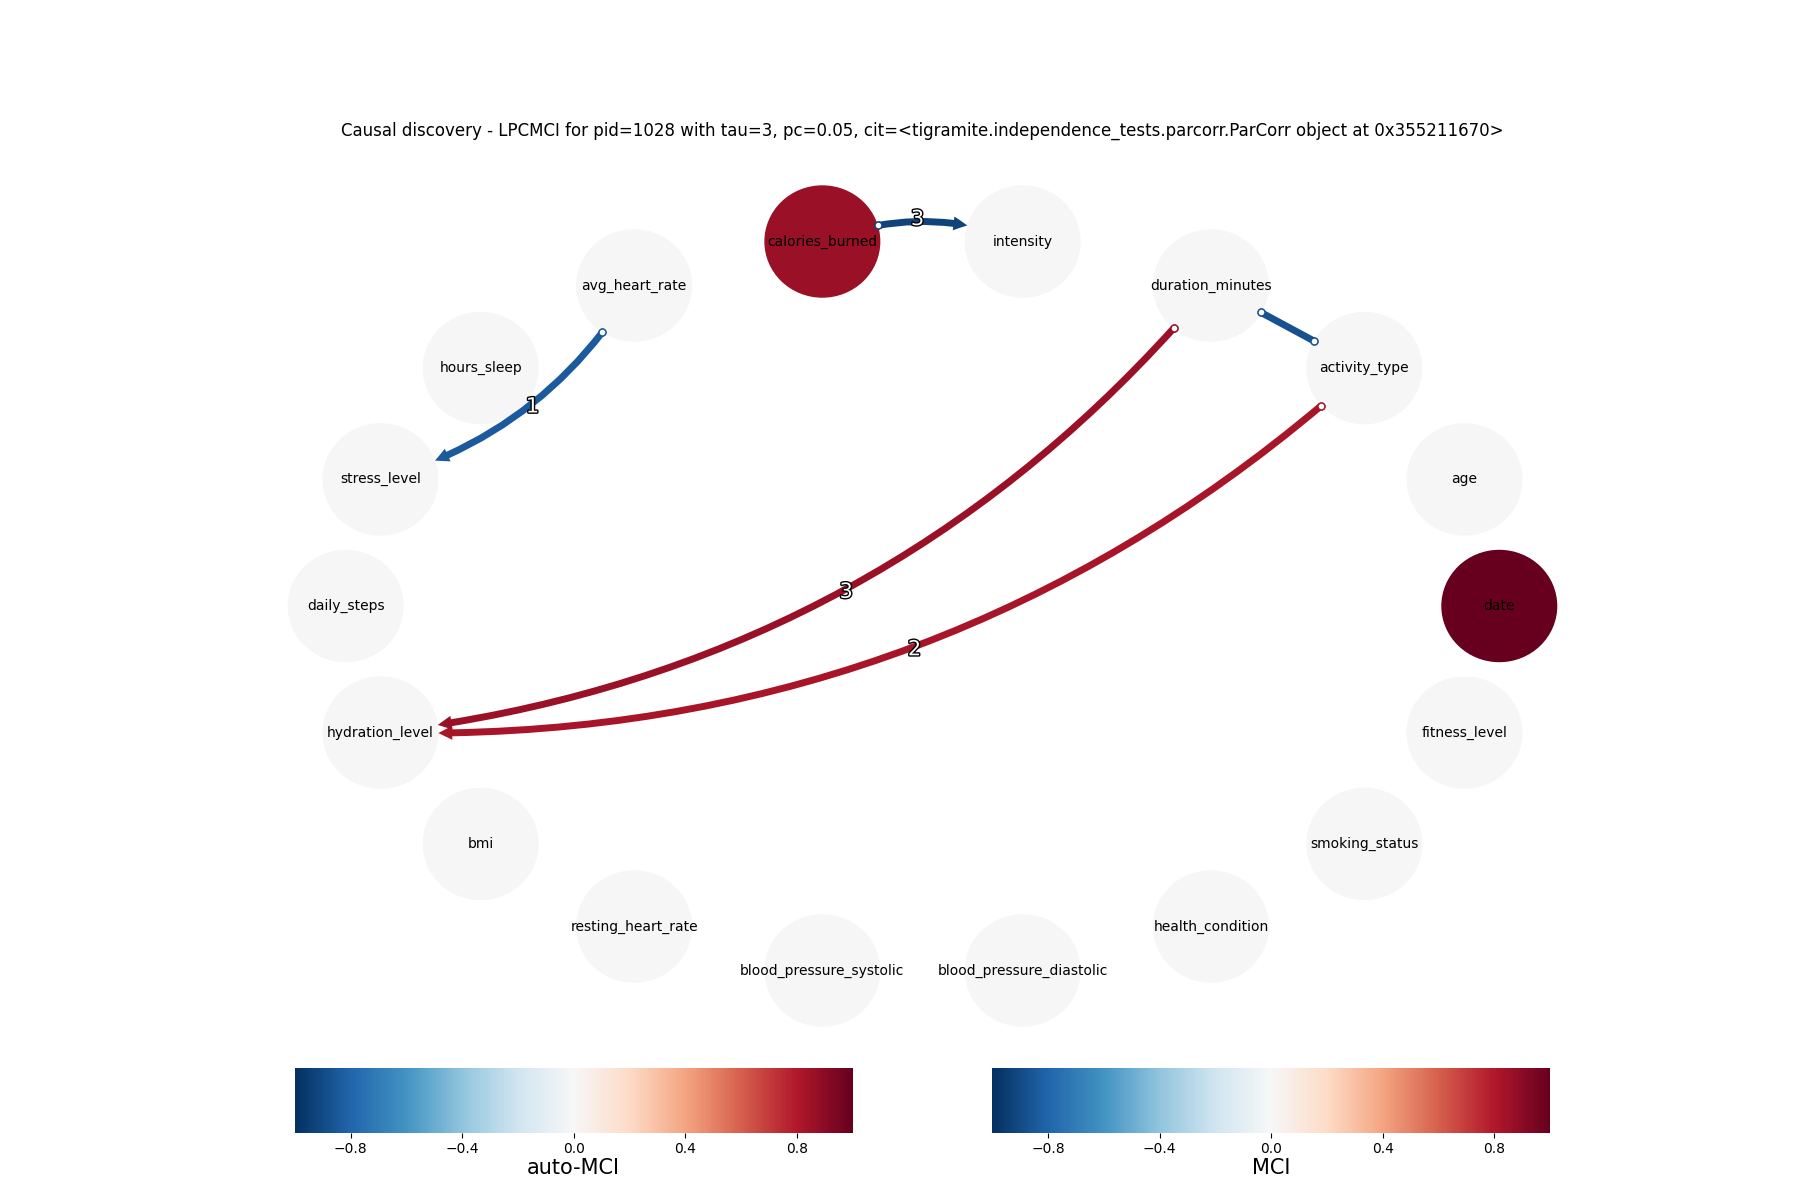 Causal discovery - LPCMCI for pid=1028 with tau=3, pc=0.05, cit=<tigramite.independence_tests.parcorr.ParCorr object at 0x355211670>
3
calories_burned
intensity
avg_heart_rate
duration_minutes
hours_sleep
activity_type
1
stress_level
age
3
daily_steps
date
2
hydration_level
fitness_level
bmi
smoking_status
resting_heart_rate
health_condition
blood_pressure_systolic
blood_pressure_diastolic
−0.8 −0.4 0.0 0.4 0.8
auto-MCI
−0.8 −0.4 0.0 0.4 0.8
MCI